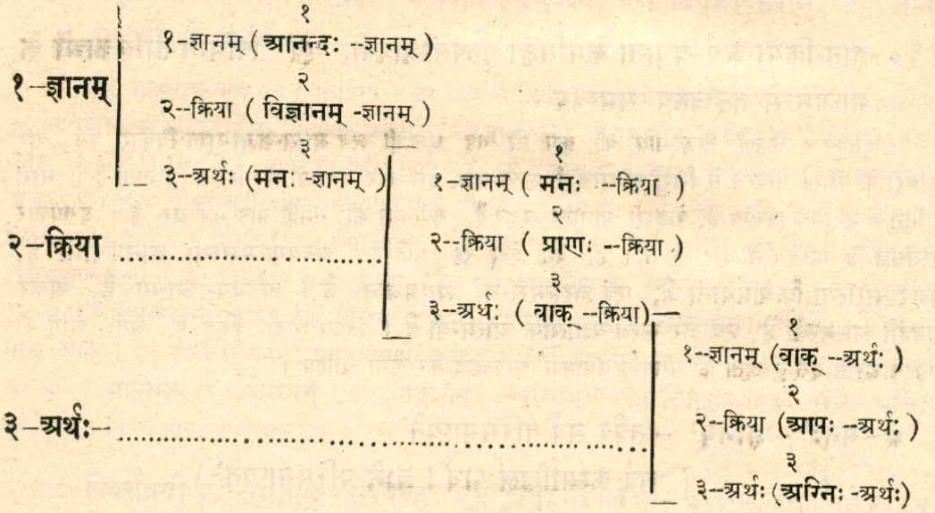 १
१-ज्ञानम् (आनन्दः -ज्ञानम् )
२
१--ज्ञानम्
२--क्रिया ( विज्ञानम् -ज्ञानम् )
३
३--अर्थः (मनः -ज्ञानम् )
१
१-ज्ञानम् ( मनः --क्रिया )
२
२--क्रिया ( प्राणः --क्रिया )
२--क्रिया
३
३--अर्थः ( वाक् --क्रिया)—
१
१-ज्ञानम् (वाक् --अर्थः )
२
३--अर्थः-
२-क्रिया (आपः --अर्थः )
३
३--अर्थः (अग्निः -अर्थः)